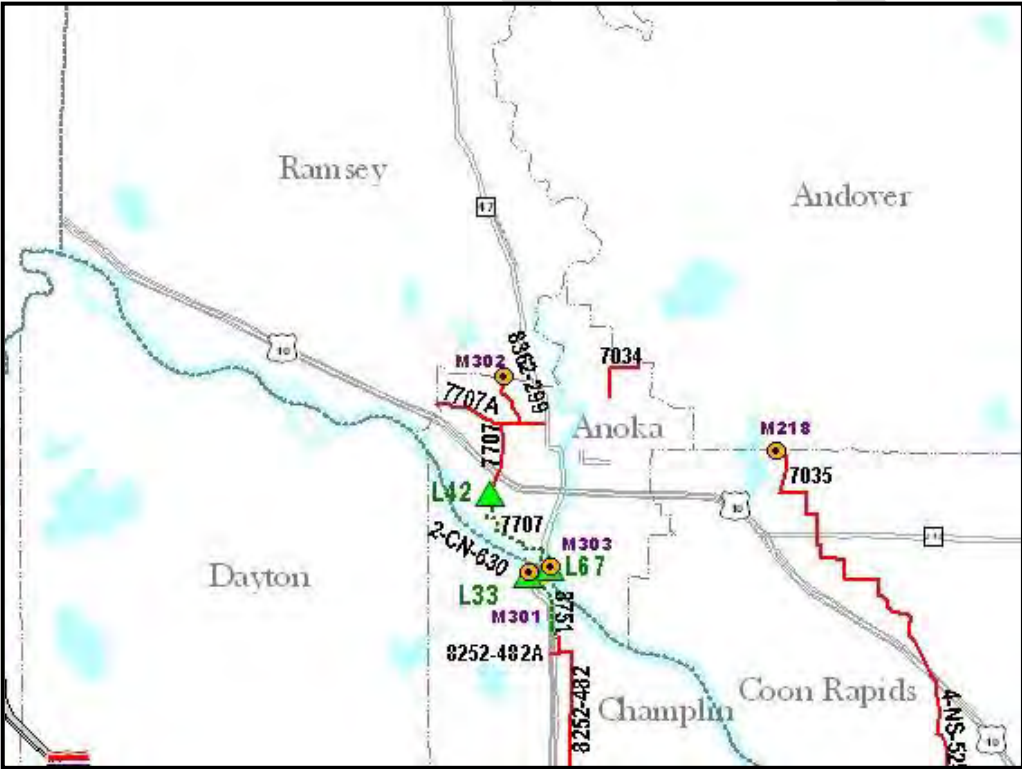 Ramsey
Andover
47
10
8362-299
M302
7034
7707A
Anoka
M218
7707
7035
L42
10
7707
2-CN-630
M303
L67
Dayton
L33
8751
M301
8252-482A
8252-482
Champlin
Coon Rapids
4-NS-52
10